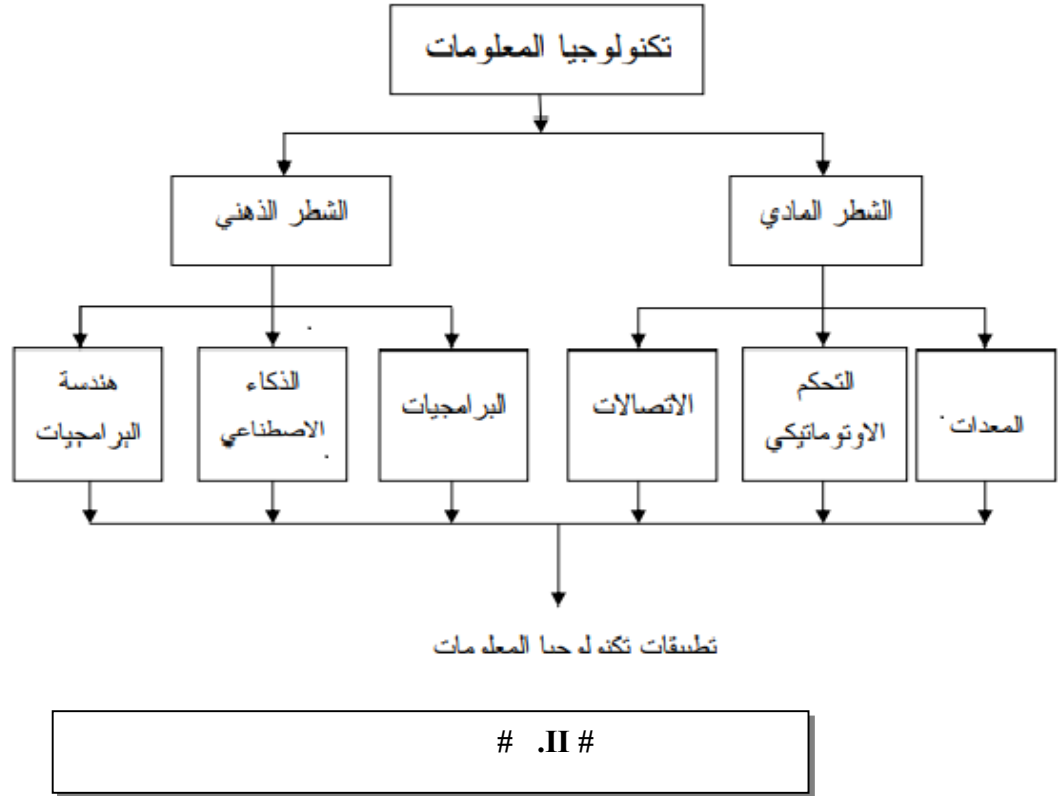 تكنولوجيا المعلومات
الشطر المادي
الشطر الذهني
المعدات
التحكم
الاوتوماتيكي
الاتصالات
البرامجيات
الذكاء
الاصطناعي
هندسة
البرامجيات
تطبيقات تكنولوجيا المعلومات
# .II #